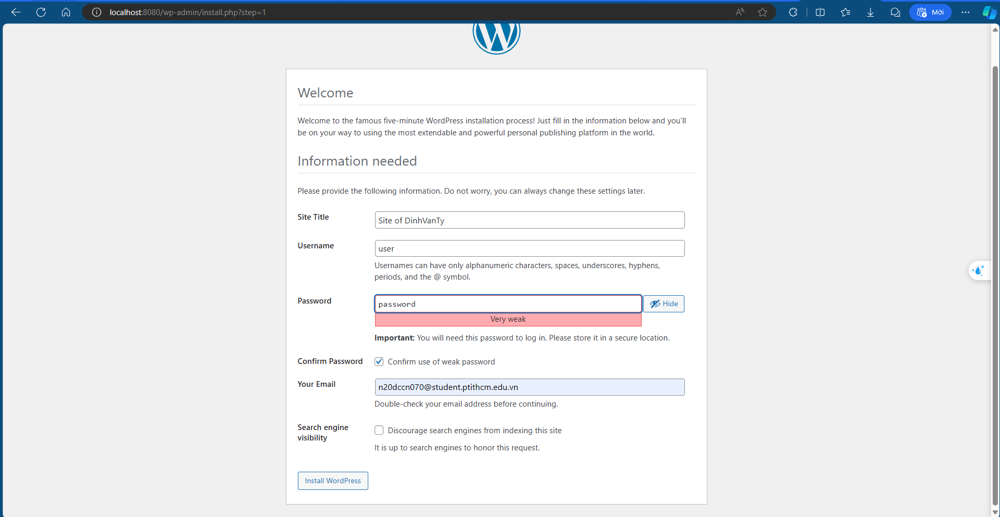 localhost:8080/wp-admin/install.php?step=1
Mời
Welcome
Welcome to the famous five-minute WordPress installation process! Just fill in the information below and you’ll
be on your way to using the most extendable and powerful personal publishing platform in the world.
Information needed
Please provide the following information. Do not worry, you can always change these settings later.
Site Title
Site of DinhVanTy
Username
user
Usernames can have only alphanumeric characters, spaces, underscores, hyphens,
periods, and the @ symbol.
Password
password
Hide
Very weak
Important: You will need this password to log in. Please store it in a secure location.
Confirm Password
Confirm use of weak password
Your Email
n20dccn070@student.ptithcm.edu.vn
Double-check your email address before continuing.
Search engine
visibility
Discourage search engines from indexing this site
It is up to search engines to honor this request.
Install WordPress